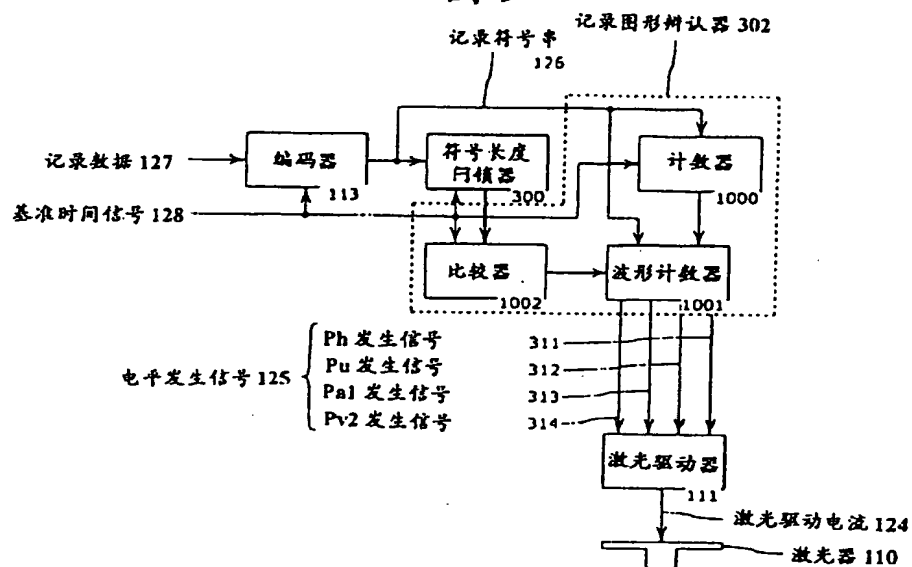 记录图形辨认器 302
记录符号串
126
记录数据 127
编码器
113
符号长度
闩锁器
300
计数器
1000
基准时间信号 128
比较器
1002
波形计数器
1001
电平发生信号 125
Ph 发生信号
Pu 发生信号
Pa1 发生信号
Pv2 发生信号
311
312
313
314
激光驱动器
111
激光驱动电流 124
激光器 110